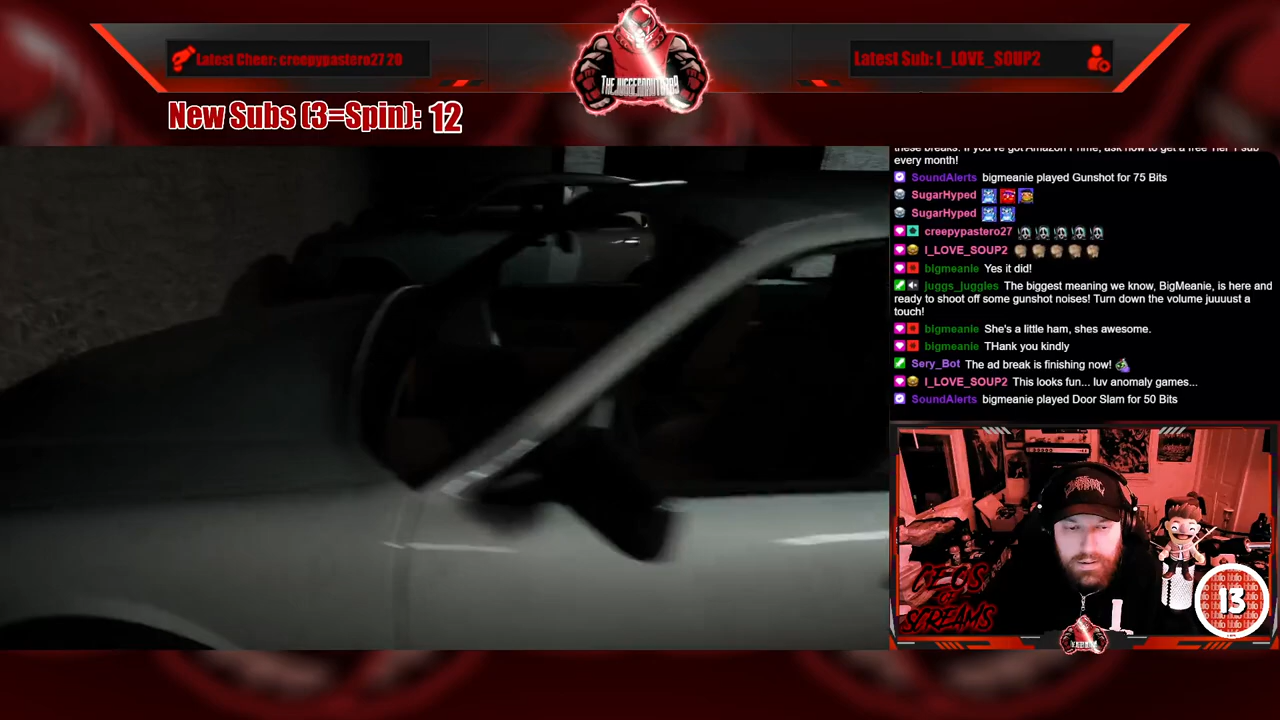 Latest Cheer: creepypastero27 20
THEJUGGERNAUT0789
Latest Sub: I_LOVE_SOUP2
New Subs (3=Spin): 12
these breaks. If you've got Amazon Prime, ask how to get a free Tier 1 sub
every month!
SoundAlerts bigmeanie played Gunshot for 75 Bits
SugarHyped
SugarHyped
creepypastero27
I_LOVE_SOUP2
bigmeanie Yes it did!
juggs_juggles The biggest meaning we know, BigMeanie, is here and
ready to shoot off some gunshot noises! Turn down the volume juuuust a
touch!
bigmeanie She's a little ham, shes awesome.
bigmeanie THank you kindly
Sery_Bot The ad break is finishing now!
I_LOVE_SOUP2 This looks fun... luv anomaly games...
SoundAlerts bigmeanie played Door Slam for 50 Bits
SCREAMS
13